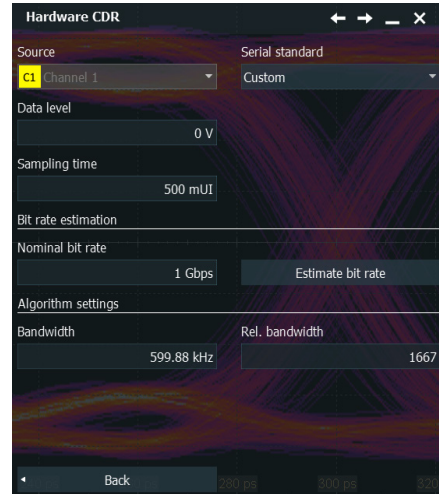 Hardware CDR
Source
Serial standard
C1 Channel 1
Custom
Data level
0 V
Sampling time
500 mUI
Bit rate estimation
Nominal bit rate
1 Gbps
Estimate bit rate
Algorithm settings
Bandwidth
Rel. bandwidth
599.88 kHz
1667
Back
280 ps
300 ps
320